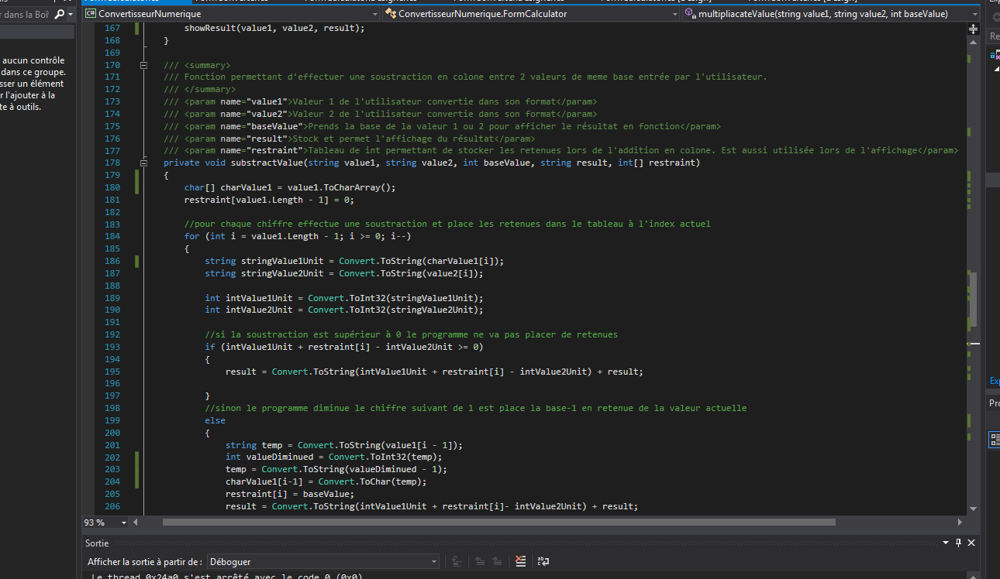 ConvertisseurNumerique
ConvertisseurNumerique.FormCalculator
multipliacateValue(string value1, string value2, int baseValue)
r dans la Boî
aucun contrôle
dans ce groupe.
sser un élément
r l'ajouter à la
te à outils.
167 showResult(value1, value2, result);
168 }
169
170 /// <summary>
171 /// Fonction permettant d'effectuer une soustraction en colone entre 2 valeurs de meme base entrée par l'utilisateur.
172 /// </summary>
173 /// <param name="value1">Valeur 1 de l'utilisateur convertie dans son format</param>
174 /// <param name="value2">Valeur 2 de l'utilisateur convertie dans son format</param>
175 /// <param name="baseValue">Prends la base de la valeur 1 ou 2 pour afficher le résultat en fonction</param>
176 /// <param name="result">Stock et permet l'affichage du résultat</param>
177 /// <param name="restraint">Tableau de int permettant de stocker les retenues lors de l'addition en colone. Est aussi utilisée lors de l'affichage</param>
178 private void substractValue(string value1, string value2, int baseValue, string result, int[] restraint)
179 {
180 char[] charValue1 = value1.ToCharArray();
181 restraint[value1.Length - 1] = 0;
182
183 //pour chaque chiffre effectue une soustraction et place les retenues dans le tableau à l'index actuel
184 for (int i = value1.Length - 1; i >= 0; i--)
185 {
186 string stringValue1Unit = Convert.ToString(charValue1[i]);
187 string stringValue2Unit = Convert.ToString(value2[i]);
188
189 int intValue1Unit = Convert.ToInt32(stringValue1Unit);
190 int intValue2Unit = Convert.ToInt32(stringValue2Unit);
191
192 //si la soustraction est supérieur à 0 le programme ne va pas placer de retenues
193 if (intValue1Unit + restraint[i] - intValue2Unit >= 0)
194 {
195 result = Convert.ToString(intValue1Unit + restraint[i] - intValue2Unit) + result;
196
197 }
198 //sinon le programme diminue le chiffre suivant de 1 est place la base-1 en retenue de la valeur actuelle
199 else
200 {
201 string temp = Convert.ToString(value1[i - 1]);
202 int valueDiminued = Convert.ToInt32(temp);
203 temp = Convert.ToString(valueDiminued - 1);
204 charValue1[i-1] = Convert.ToChar(temp);
205 restraint[i] = baseValue;
206 result = Convert.ToString(intValue1Unit + restraint[i]- intValue2Unit) + result;
93 %
Sortie
Afficher la sortie à partir de : Déboguer
Le thread 0x24a0 s'est arrêté avec le code 0 (0x0)
Re
Exp
Pro